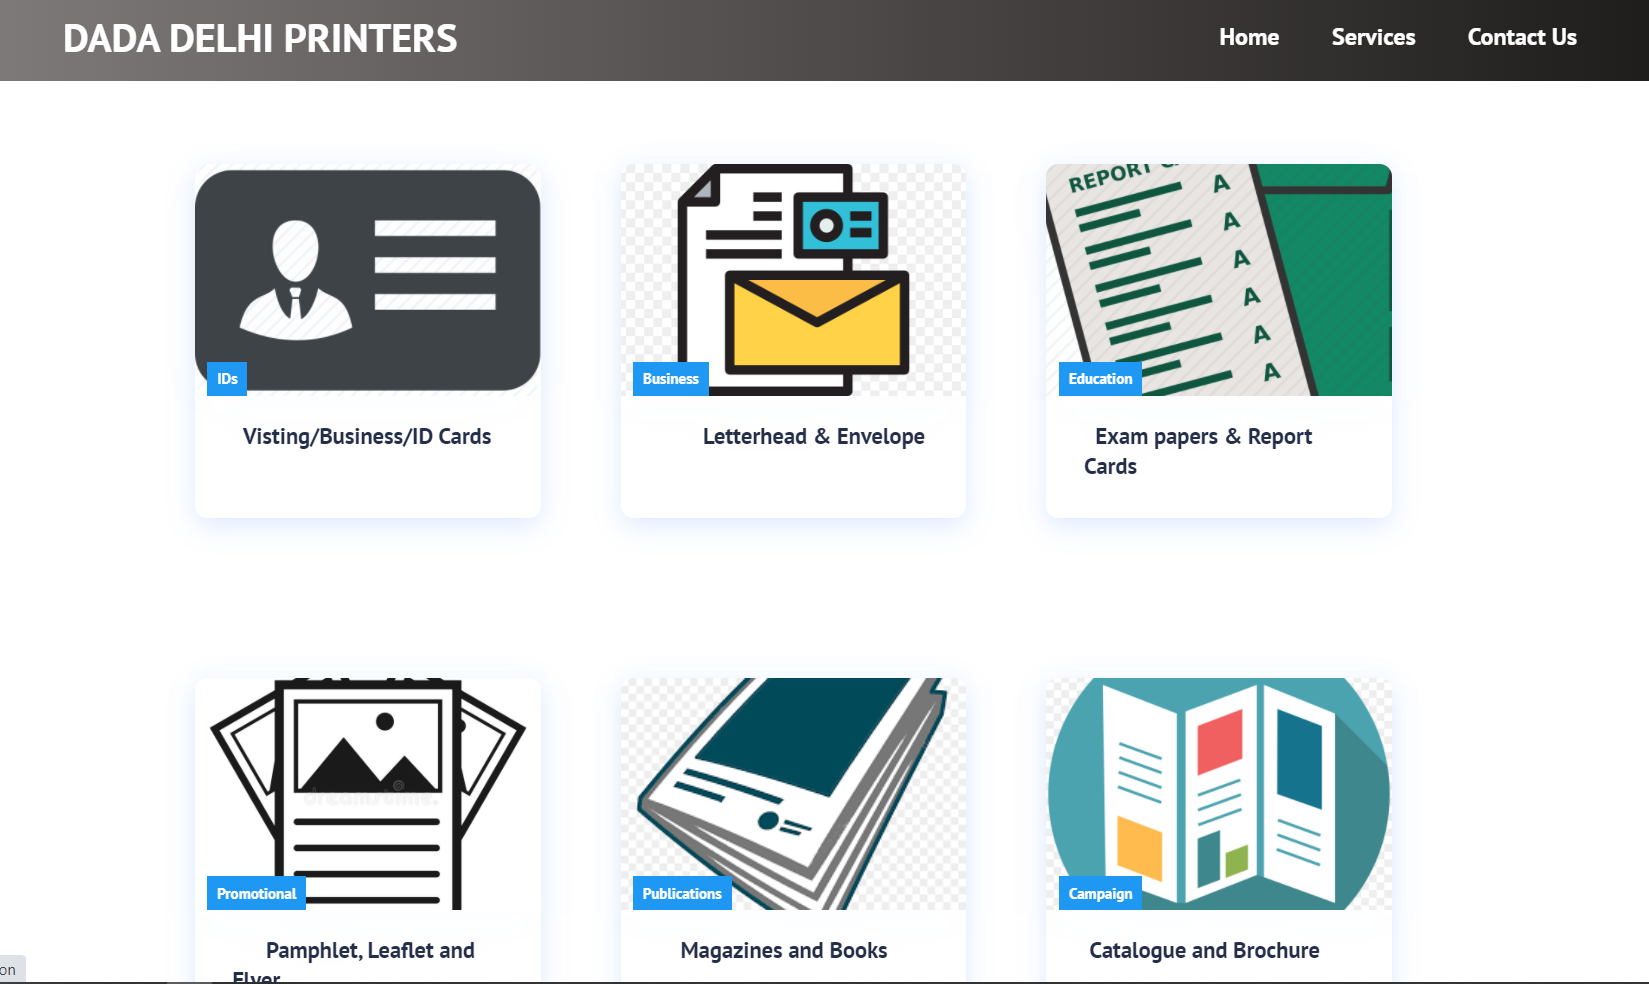 DADA DELHI PRINTERS
Home Services Contact Us
REPORT
A
A
A
A
A
A
IDs
Business
Education
Visting/Business/ID Cards
Letterhead & Envelope
Exam papers & Report
Cards
dreamstime.
Promotional
Publications
Campaign
Pamphlet, Leaflet and
Flyer
Magazines and Books
Catalogue and Brochure
on